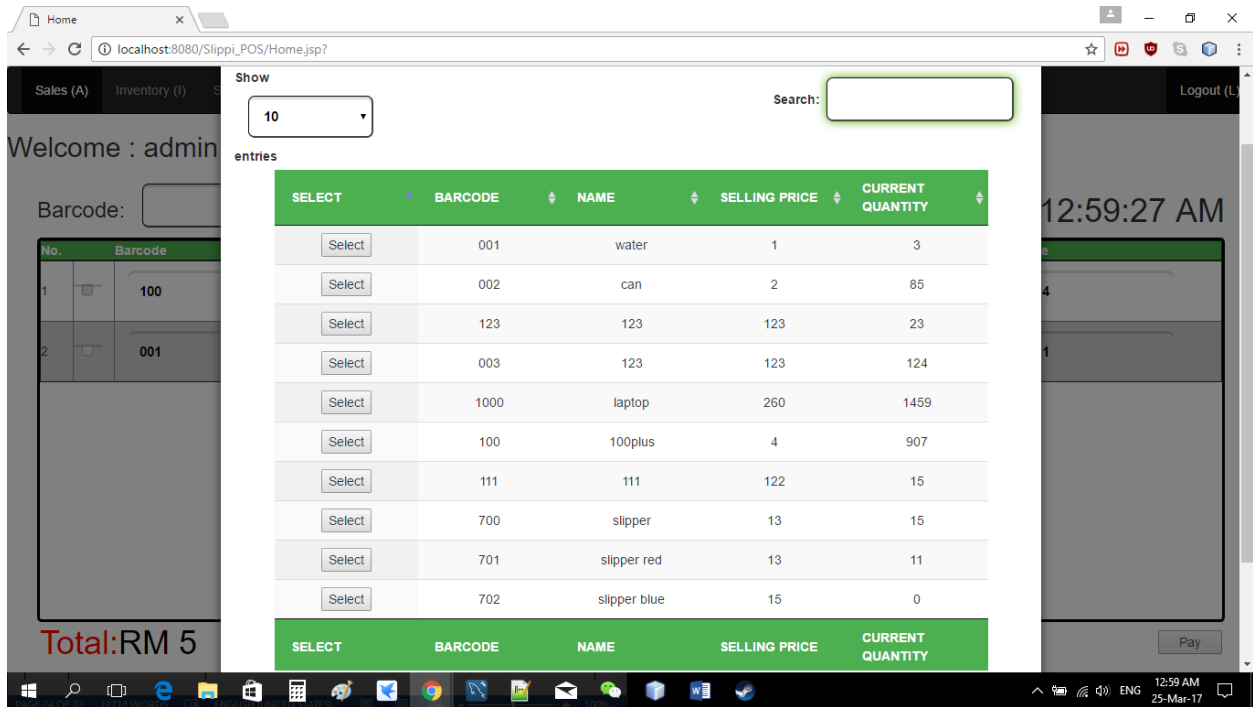 Home
localhost:8080/Slippi_POS/Home.jsp?
Sales (A) Inventory (I) S Logout (L)
Show
10
entries
Search:
Welcome : admin
Barcode:
12:59:27 AM
No. Barcode e
1 100 4
2 001 1
SELECT BARCODE NAME SELLING PRICE CURRENT QUANTITY
Select 001 water 1 3
Select 002 can 2 85
Select 123 123 123 23
Select 003 123 123 124
Select 1000 laptop 260 1459
Select 100 100plus 4 907
Select 111 111 122 15
Select 700 slipper 13 15
Select 701 slipper red 13 11
Select 702 slipper blue 15 0
SELECT BARCODE NAME SELLING PRICE CURRENT QUANTITY
Total:RM 5
Pay
ENG
12:59 AM
25-Mar-17